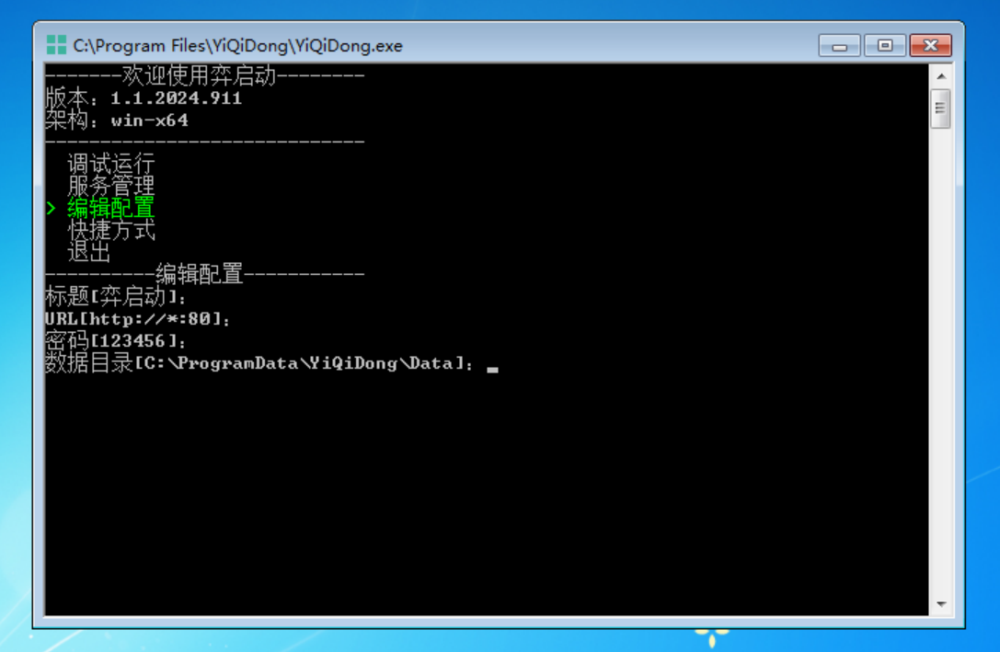 C:\Program Files\YiQiDong\YiQiDong.exe
-------欢迎使用弈启动--------
版本：1.1.2024.911
架构：win-x64
-----------------------------
调试运行
服务管理
> 编辑配置
快捷方式
退出
----------编辑配置-----------
标题[弈启动]：
URL[http://*:80]：
密码[123456]：
数据目录[C:\ProgramData\YiQiDong\Data]：